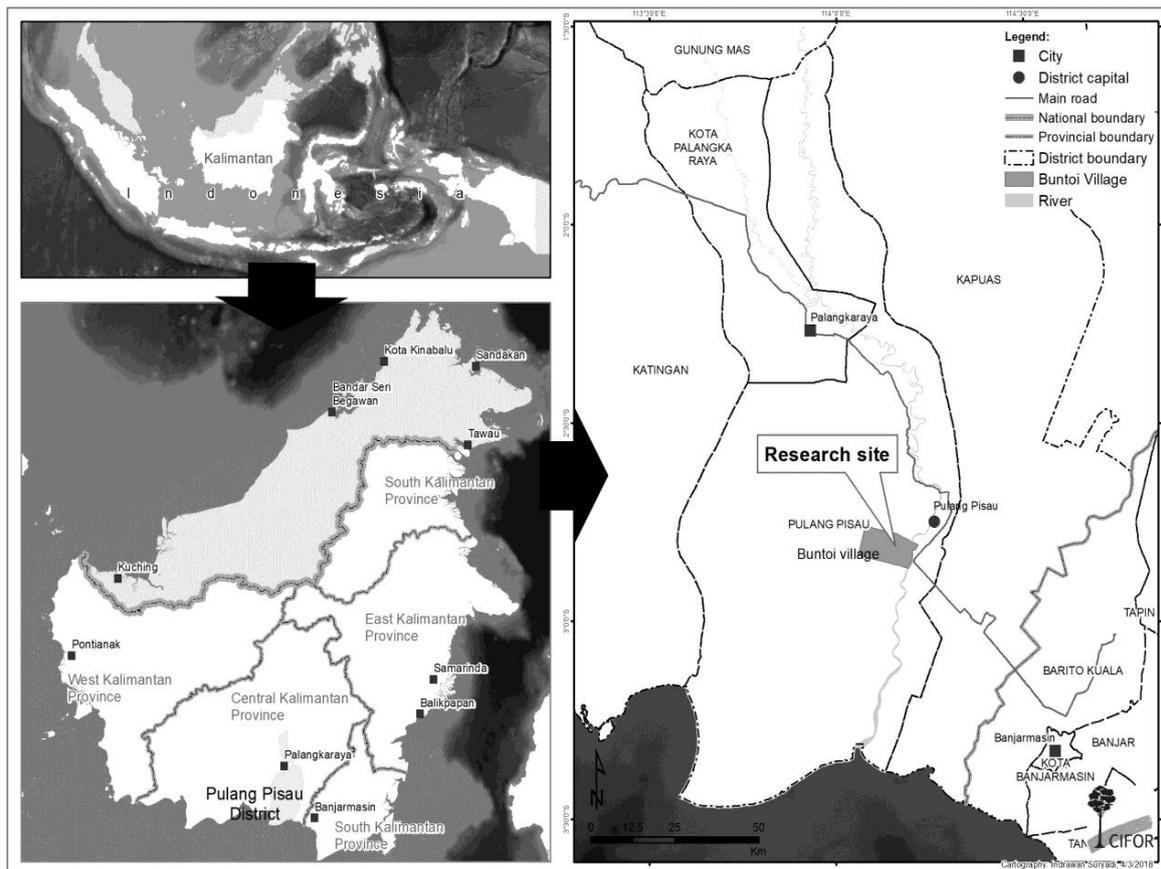 Kalimantan
Indonesia
Kota Kinabalu
Sandakan
Bandar Seri
Begawan
Tawau
South Kalimantan
Province
Kuching
East Kalimantan
Province
Pontianak
West Kalimantan
Province
Samarinda
Central Kalimantan
Province
Balikpapan
Palangkaraya
Pulang Pisau
District
Banjarmasin
South Kalimantan
Province
113°30'0"E
114°0'0"E
114°30'0"E
1°30'0"S
2°0'0"S
2°30'0"S
3°0'0"S
3°30'0"S
GUNUNG MAS
KOTA
PALANGKA
RAYA
Legend:
City
District capital
Main road
National boundary
Provincial boundary
District boundary
Buntoi Village
River
KAPUAS
Palangkaraya
KATINGAN
Research site
Pulang Pisau
PULANG PISAU
Buntoi village
TAPIN
BARITO KUALA
Banjarmasin
BANJAR
KOTA
BANJARMASIN
N
0 12.5 25 50
Km
TAN
CIFOR
Cartography: Indrawan Suryadi, 4/3/2018